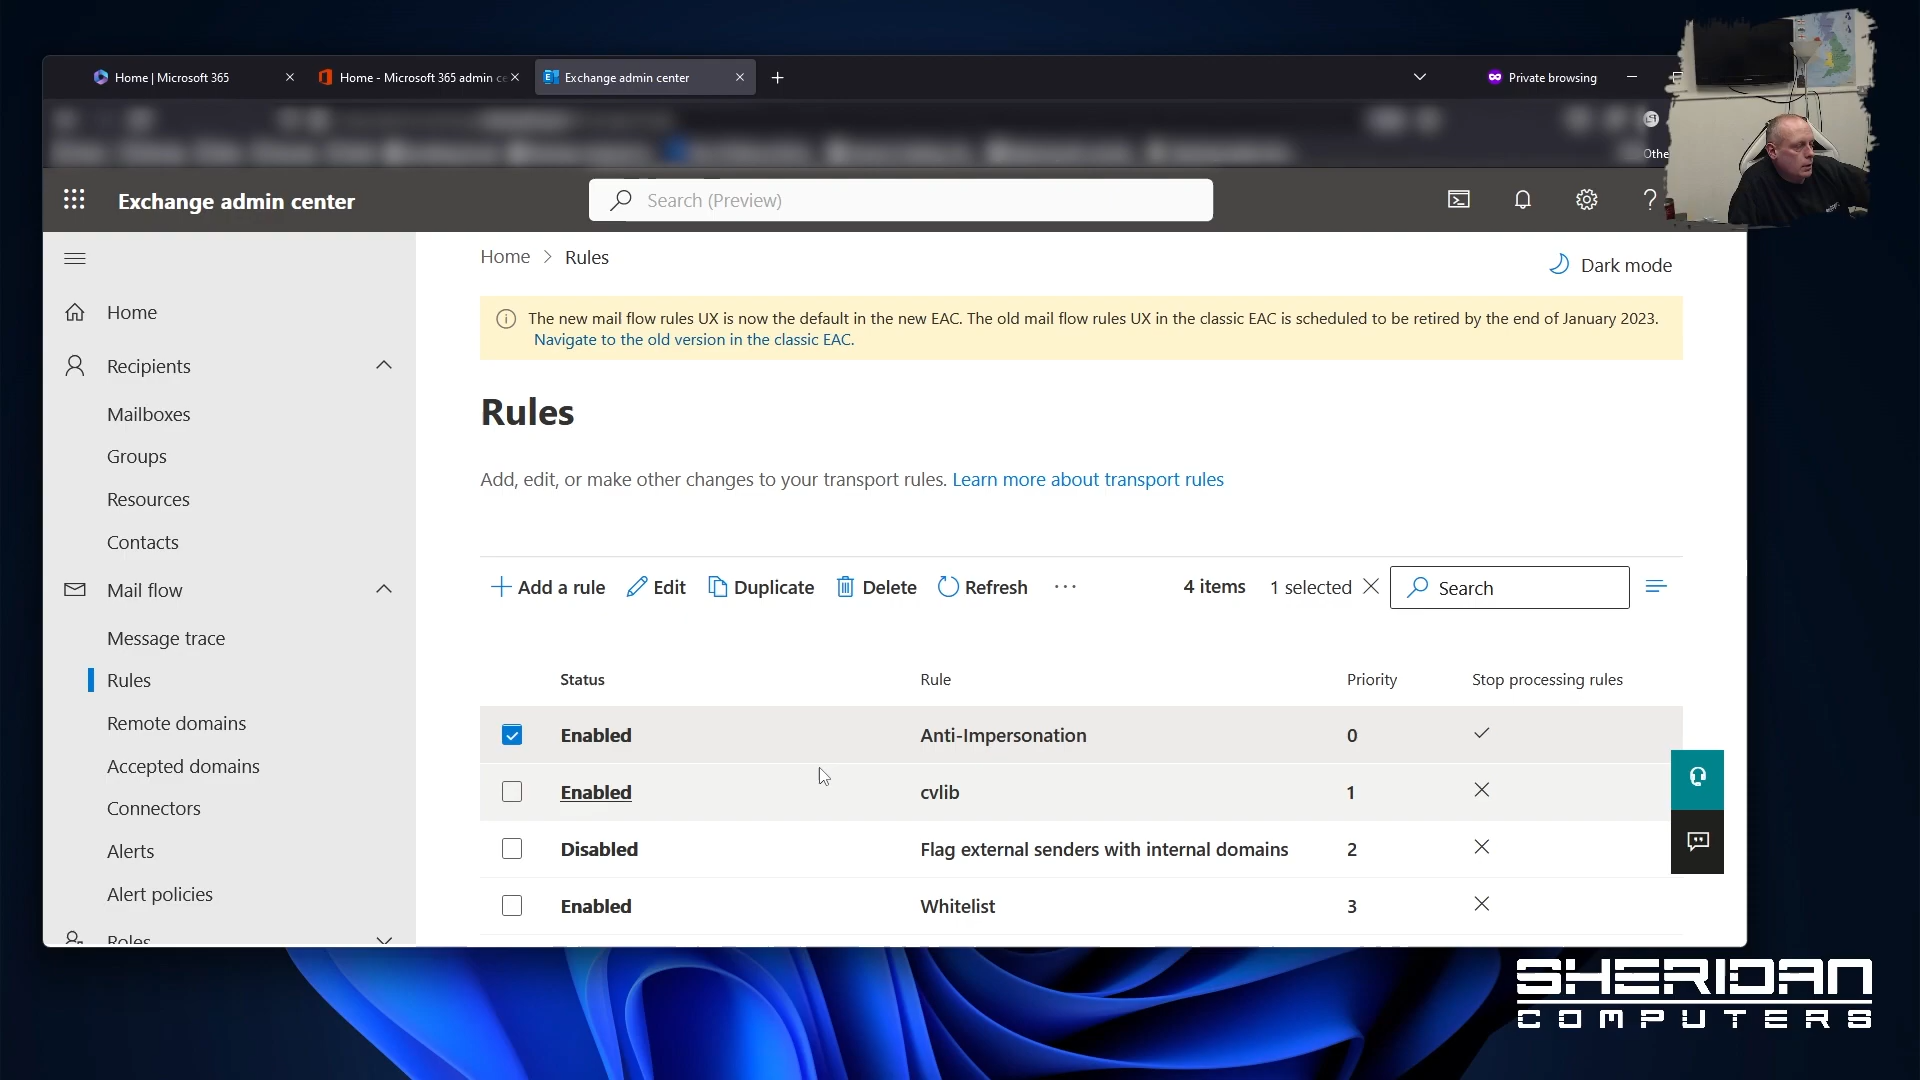 Home | Microsoft 365
Home - Microsoft 365 admin ce
Exchange admin center
Private browsing
Othe
Exchange admin center
Search (Preview)
Home > Rules
Dark mode
The new mail flow rules UX is now the default in the new EAC. The old mail flow rules UX in the classic EAC is scheduled to be retired by the end of January 2023.
Navigate to the old version in the classic EAC.
Home
Recipients
Mailboxes
Groups
Resources
Contacts
Mail flow
Message trace
Rules
Remote domains
Accepted domains
Connectors
Alerts
Alert policies
Roles
Rules
Add, edit, or make other changes to your transport rules. Learn more about transport rules
Add a rule Edit Duplicate Delete Refresh ... 4 items 1 selected Search
Status Rule Priority Stop processing rules
Enabled Anti-Impersonation 0
Enabled cvlib 1
Disabled Flag external senders with internal domains 2
Enabled Whitelist 3
SHERIDAN
COMPUTERS